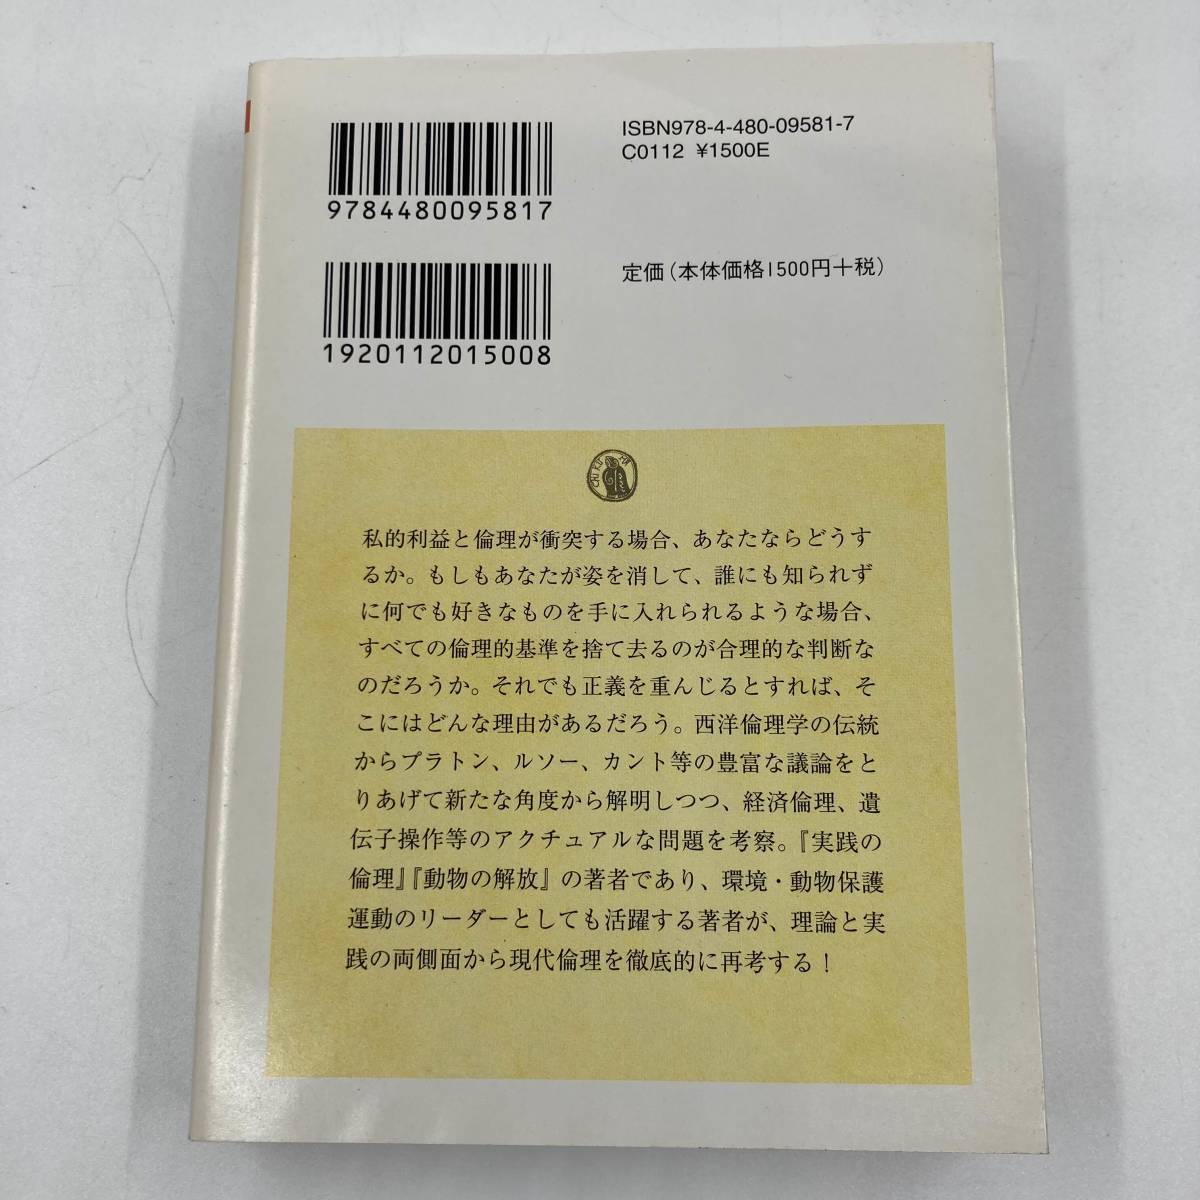 9784480095817
ISBN978-4-480-09581-7
C0112 ¥1500E
1920112015008
定価(本体価格1500円+税)
CHIKUMA
私的利益と倫理が衝突する場合、あなたならどうす
るか。もしもあなたが姿を消して、誰にも知られず
に何でも好きなものを手に入れられるような場合、
すべての倫理的基準を捨て去るのが合理的な判断な
のだろうか。それでも正義を重んじるとすれば、そ
こにはどんな理由があるだろう。西洋倫理学の伝統
からプラトン、ルソー、カント等の豊富な議論をと
りあげて新たな角度から解明しつつ、経済倫理、遺
伝子操作等のアクチュアルな問題を考察。『実践の
倫理』『動物の解放』の著者であり、環境・動物保護
運動のリーダーとしても活躍する著者が、理論と実
践の両側面から現代倫理を徹底的に再考する!